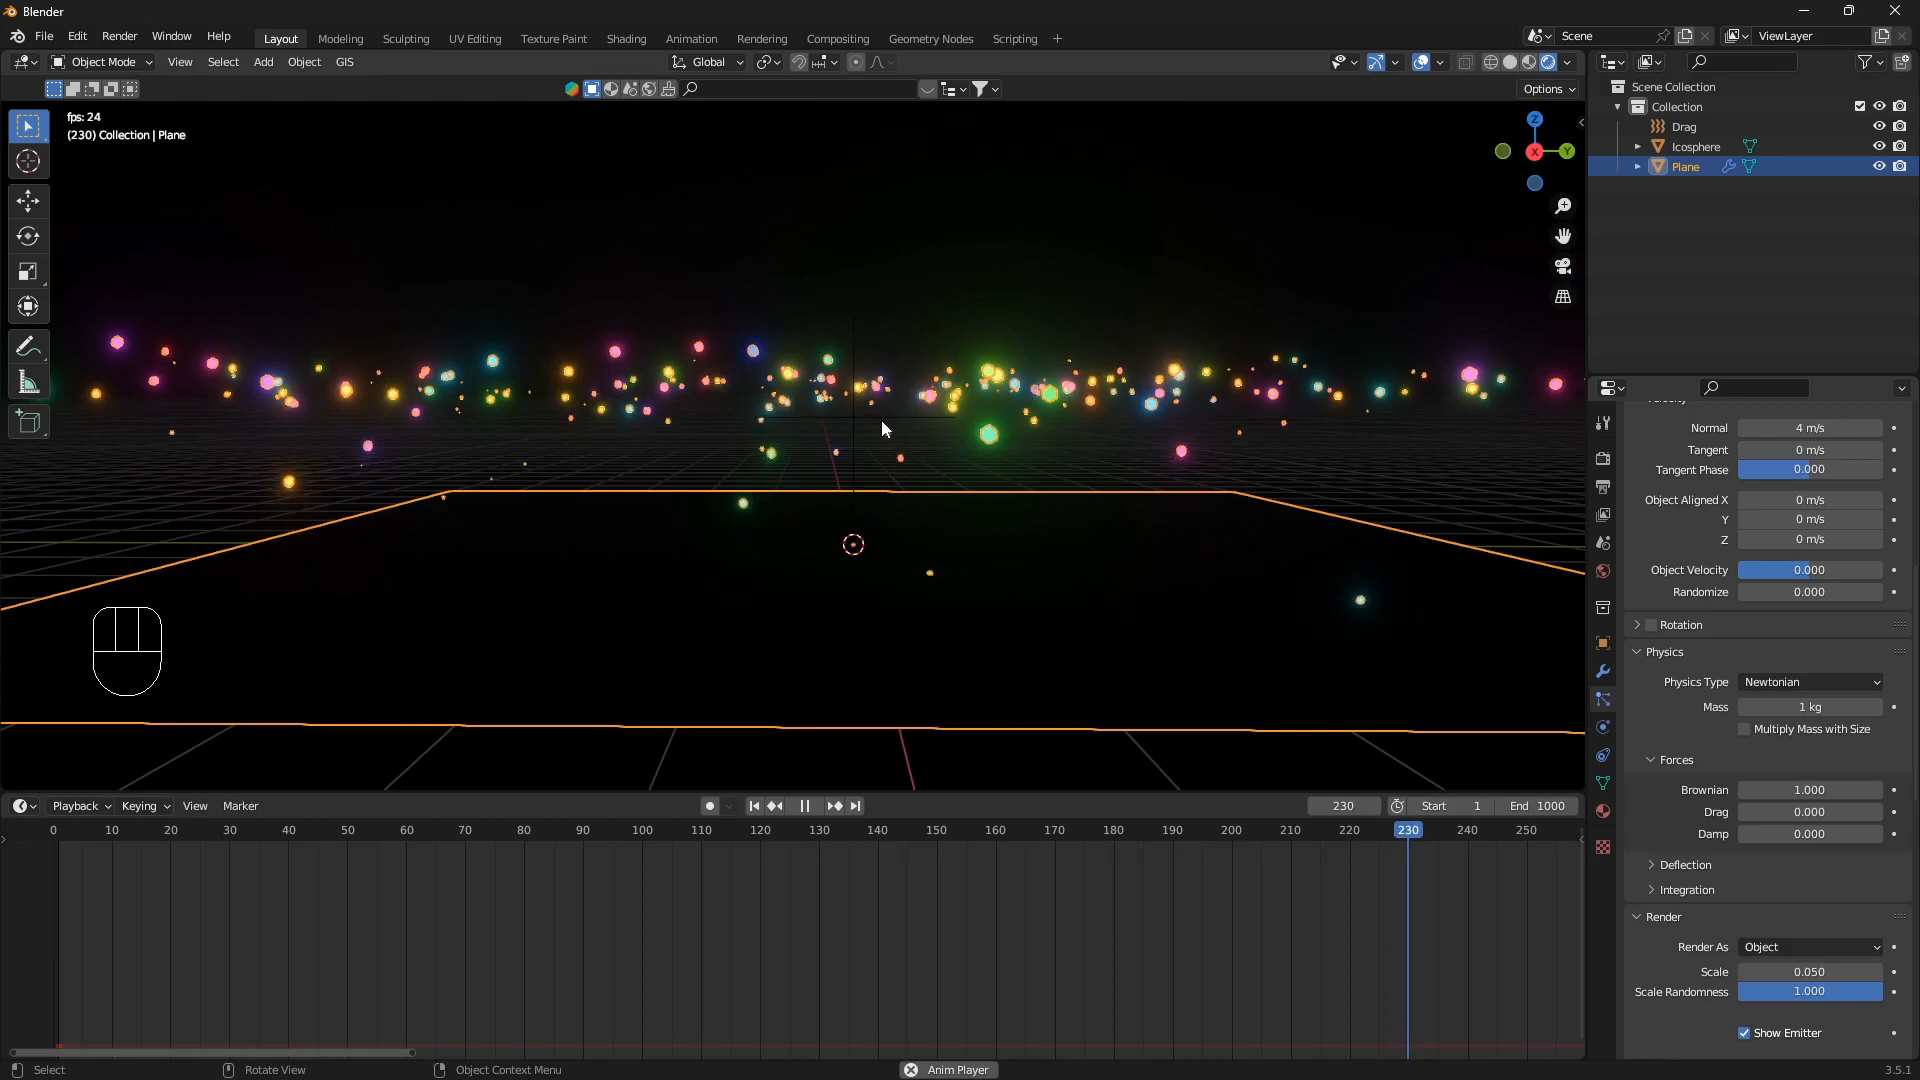 Blender
File Edit Render Window Help Layout Modeling Sculpting UV Editing Texture Paint Shading Animation Rendering Compositing Geometry Nodes Scripting + Scene ViewLayer
Object Mode View Select Add Object GIS Global
Options
fps: 24
(230) Collection | Plane
Z
X
Y
Scene Collection
Collection
Drag
Icosphere
Plane
Normal 4 m/s
Tangent 0 m/s
Tangent Phase 0.000
Object Aligned X 0 m/s
Y 0 m/s
Z 0 m/s
Object Velocity 0.000
Randomize 0.000
Rotation
Physics
Physics Type Newtonian
Mass 1 kg
Multiply Mass with Size
Forces
Brownian 1.000
Drag 0.000
Damp 0.000
Deflection
Integration
Render
Render As Object
Scale 0.050
Scale Randomness 1.000
Show Emitter
Playback Keying View Marker 230 Start 1 End 1000
0 10 20 30 40 50 60 70 80 90 100 110 120 130 140 150 160 170 180 190 200 210 220 230 240 250
Select Rotate View Object Context Menu Anim Player 3.5.1